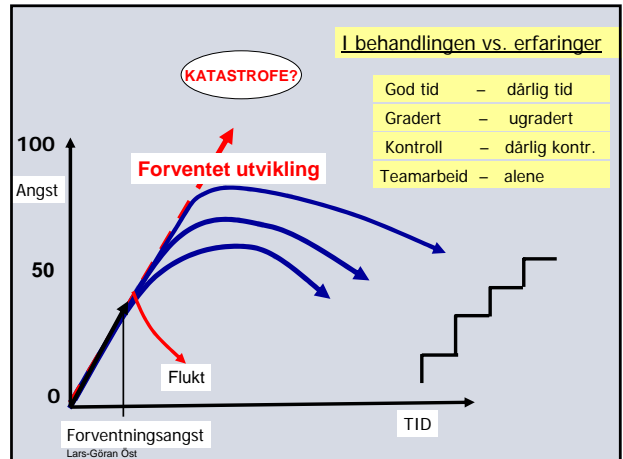 I behandlingen vs. erfaringer
KATASTROFE?
God tid – dårlig tid
Gradert – ugradert
Kontroll – dårlig kontr.
Teamarbeid – alene
100
Forventet utvikling
Angst
50
Flukt
0
TID
Forventningsangst
Lars-Göran Öst